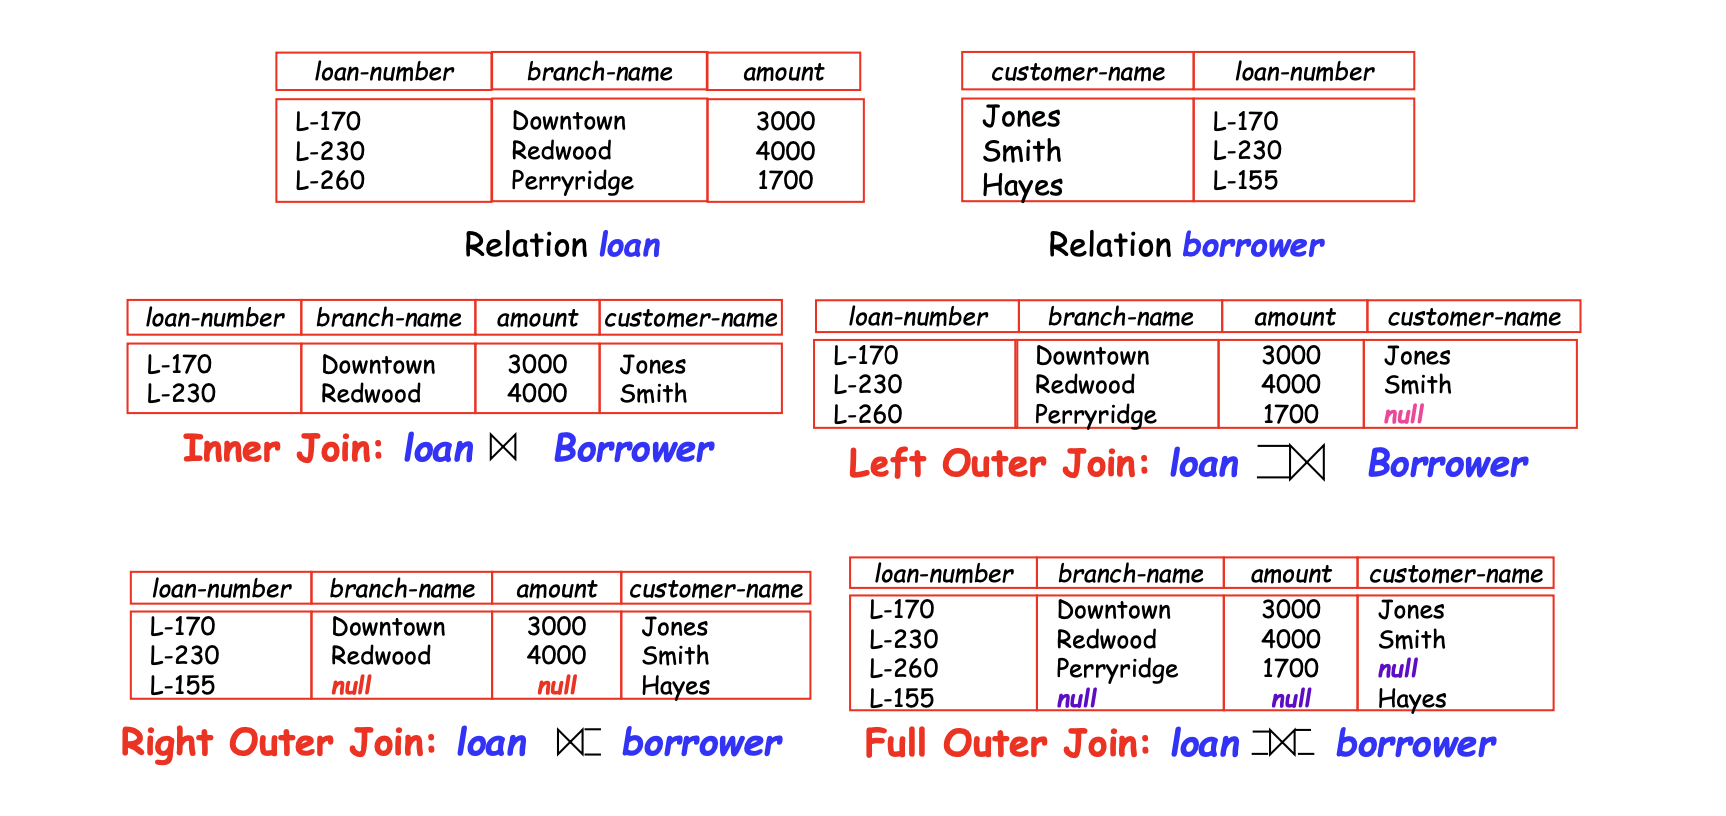 loan-number branch-name amount
L-170 Downtown 3000
L-230 Redwood 4000
L-260 Perryridge 1700
Relation loan
customer-name loan-number
Jones L-170
Smith L-230
Hayes L-155
Relation borrower
loan-number branch-name amount customer-name
L-170 Downtown 3000 Jones
L-230 Redwood 4000 Smith
Inner Join: loan ⋈ Borrower
loan-number branch-name amount customer-name
L-170 Downtown 3000 Jones
L-230 Redwood 4000 Smith
L-260 Perryridge 1700 null
Left Outer Join: loan ⟕ Borrower
loan-number branch-name amount customer-name
L-170 Downtown 3000 Jones
L-230 Redwood 4000 Smith
L-155 null null Hayes
Right Outer Join: loan ⟖ borrower
loan-number branch-name amount customer-name
L-170 Downtown 3000 Jones
L-230 Redwood 4000 Smith
L-260 Perryridge 1700 null
L-155 null null Hayes
Full Outer Join: loan ⟗ borrower